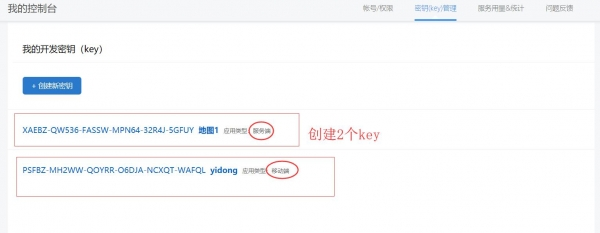 我的控制台 帐号/权限 密钥(key)管理 服务用量&统计 问题反馈
我的开发密钥（key）
+ 创建新密钥
XAEBZ-QW536-FASSW-MPN64-32R4J-5GFUY 地图1 应用类型: 服务端
创建2个key
PSFBZ-MH2WW-QOYRR-O6DJA-NCXQT-WAFQL yidong 应用类型: 移动端